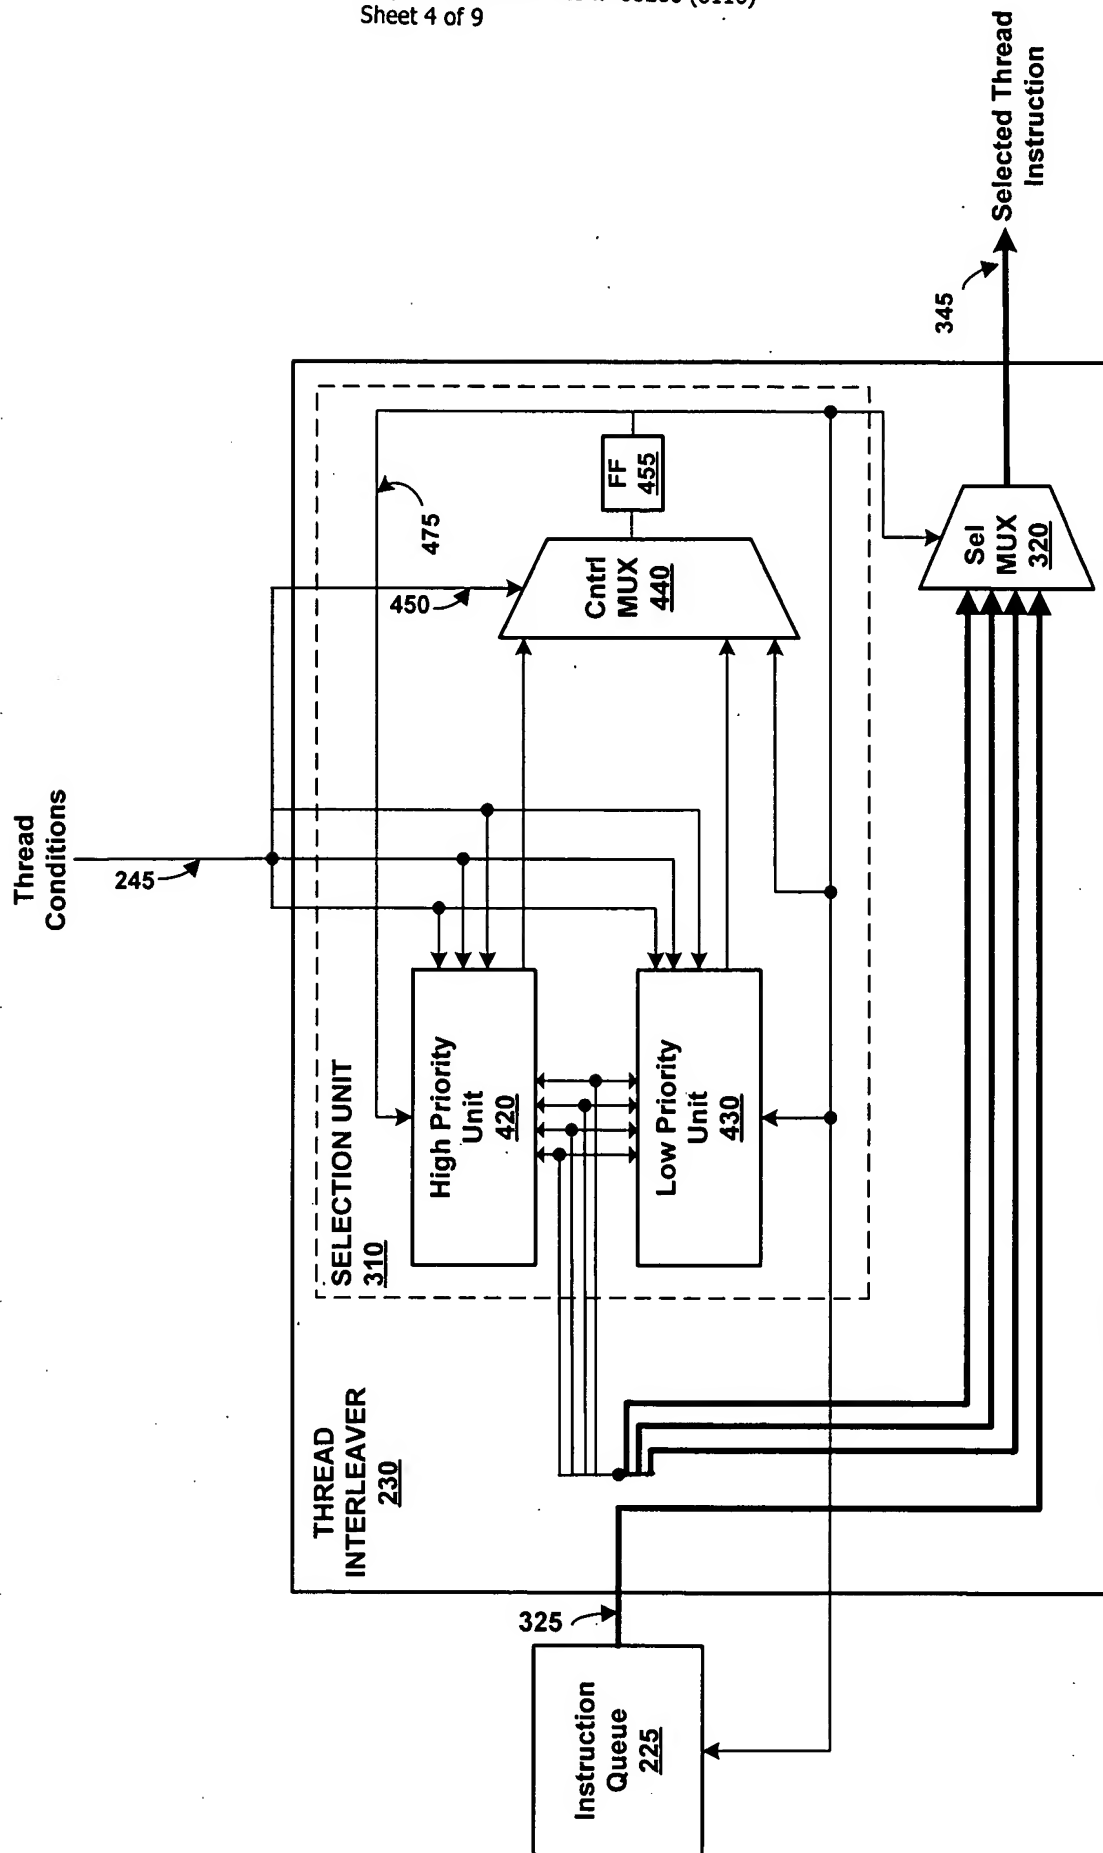 Sheet 4 of 9
Thread
Conditions
245
THREAD
INTERLEAVER
230
SELECTION UNIT
310
High Priority
Unit
420
Low Priority
Unit
430
450
475
Cntrl
MUX
440
FF
455
Sel
MUX
320
345
Selected Thread
Instruction
325
Instruction
Queue
225